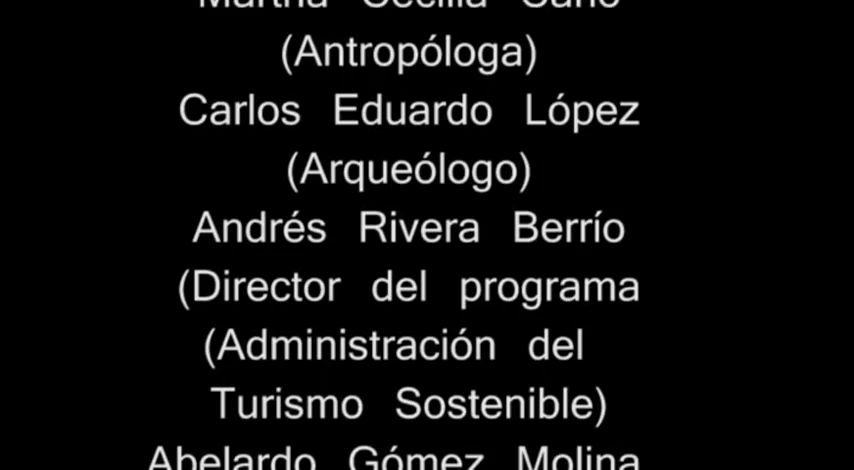 Martha Cecilia Cano
(Antropóloga)
Carlos Eduardo López
(Arqueólogo)
Andrés Rivera Berrío
(Director del programa
(Administración del
Turismo Sostenible)
Abelardo Gómez Molina